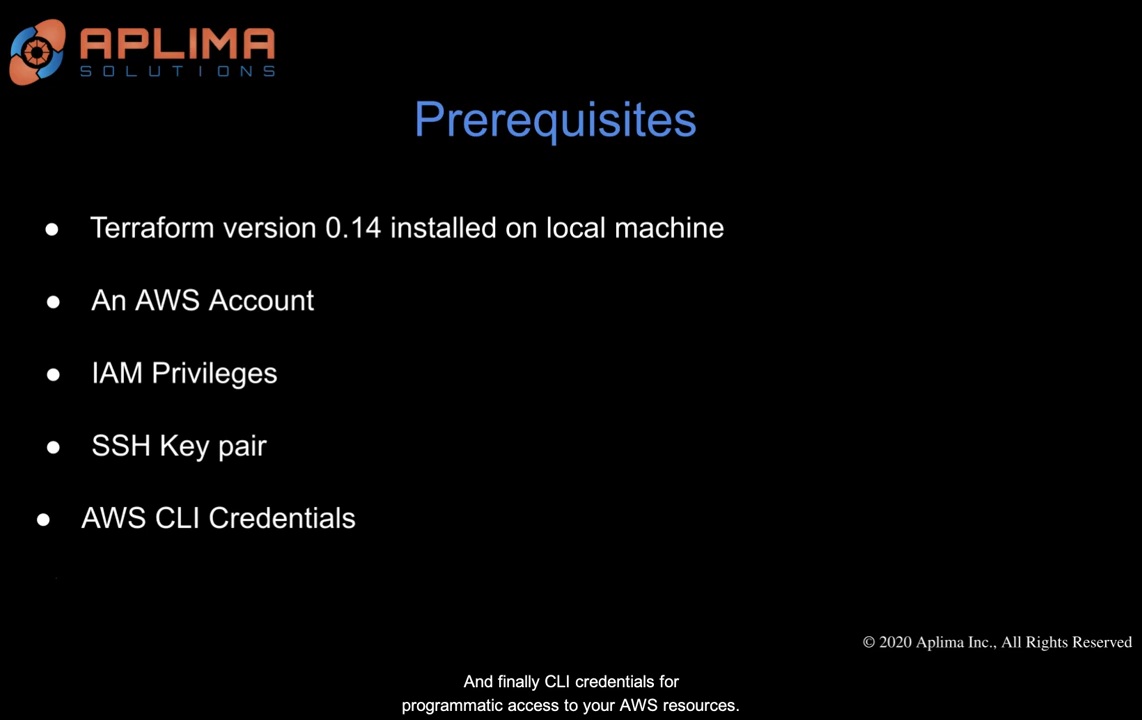 APLIMA
SOLUTIONS
Prerequisites
● Terraform version 0.14 installed on local machine
● An AWS Account
● IAM Privileges
● SSH Key pair
● AWS CLI Credentials
© 2020 Aplima Inc., All Rights Reserved
And finally CLI credentials for
programmatic access to your AWS resources.